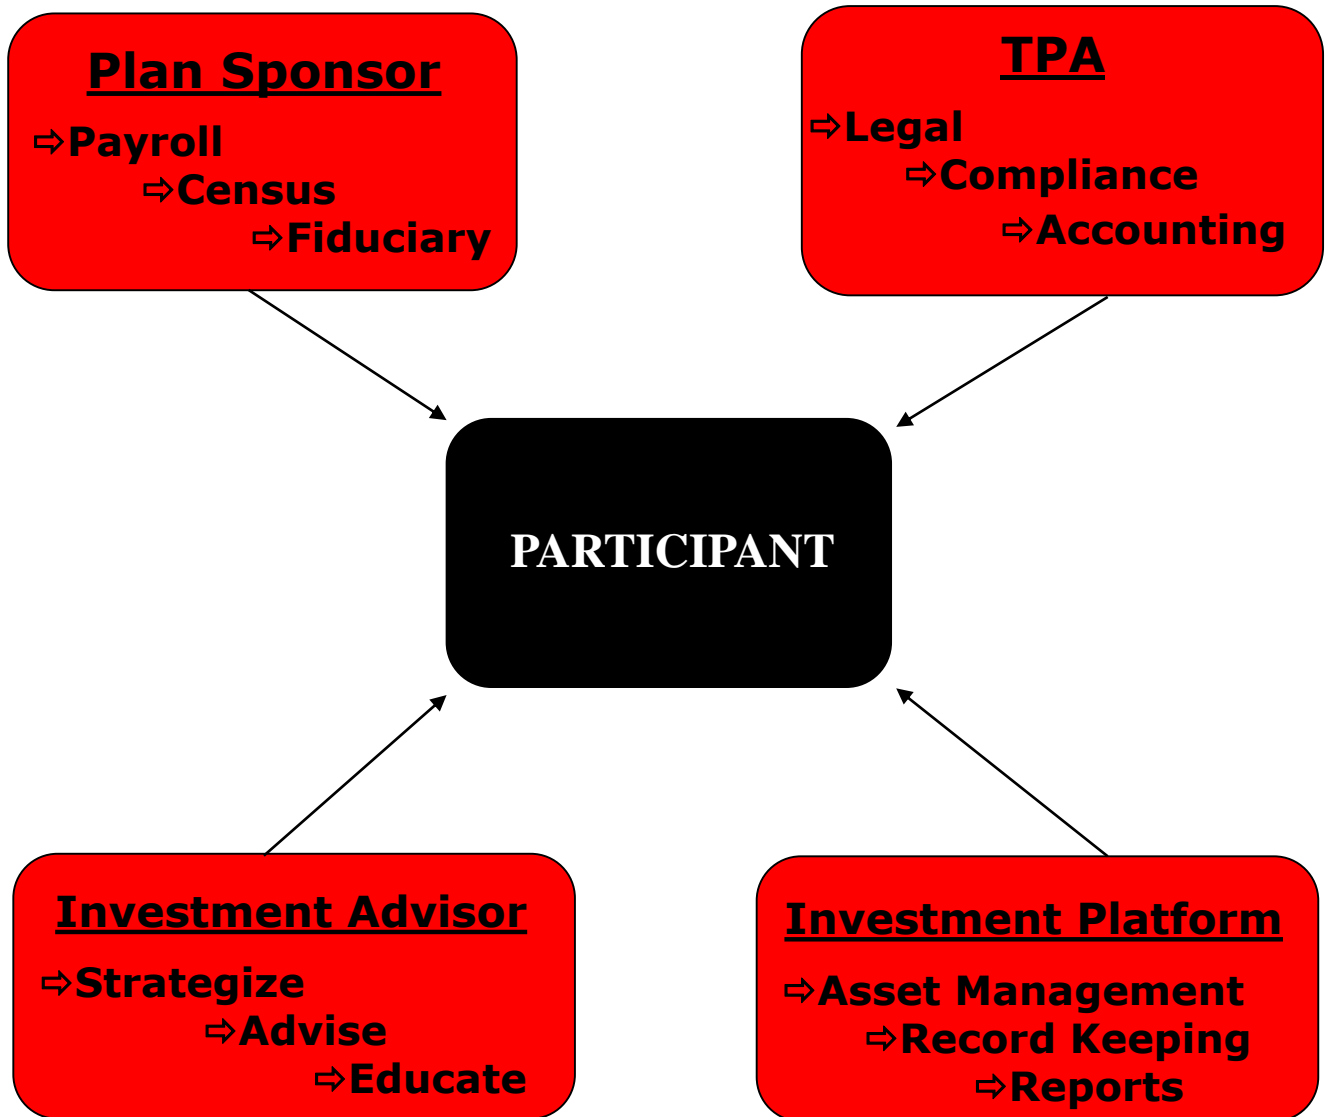 Plan Sponsor
⇨Payroll
⇨Census
⇨Fiduciary
TPA
⇨Legal
⇨Compliance
⇨Accounting
PARTICIPANT
Investment Advisor
⇨Strategize
⇨Advise
⇨Educate
Investment Platform
⇨Asset Management
⇨Record Keeping
⇨Reports